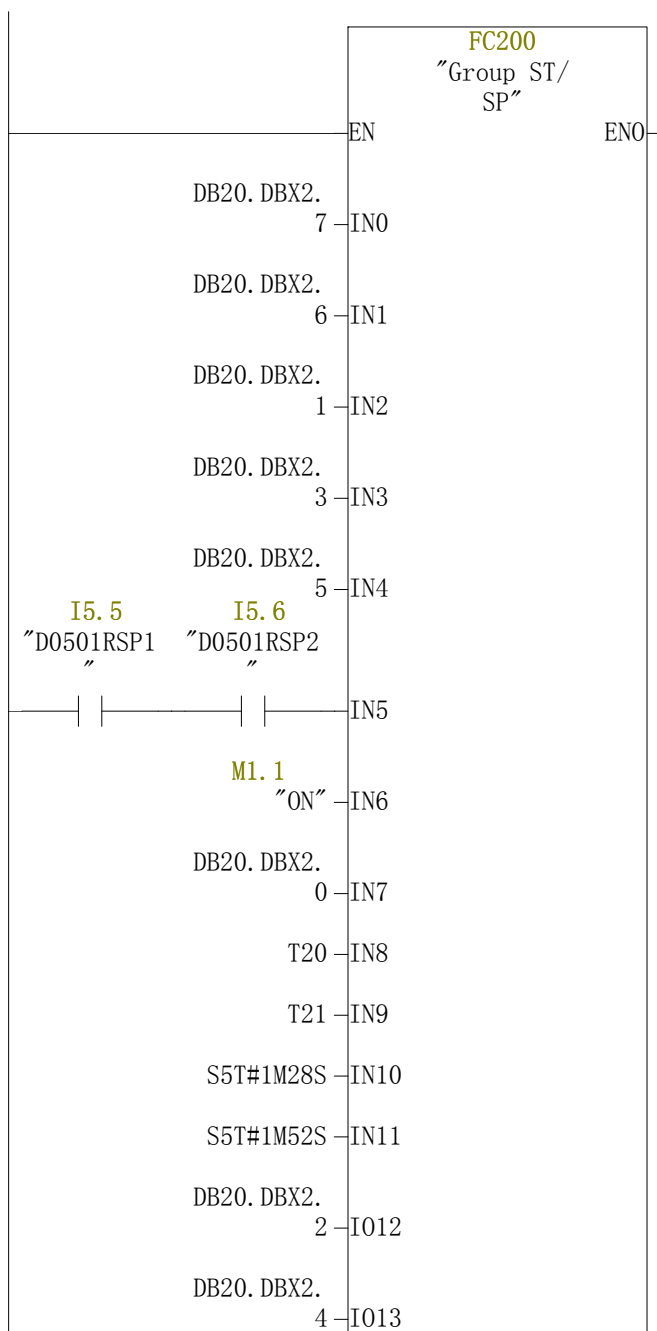 FC200
"Group ST/
SP"
EN ENO
DB20.DBX2.
7 IN0
DB20.DBX2.
6 IN1
DB20.DBX2.
1 IN2
DB20.DBX2.
3 IN3
DB20.DBX2.
5 IN4
I5.5 I5.6
"D0501RSP1 "D0501RSP2
" "
IN5
M1.1
"ON" IN6
DB20.DBX2.
0 IN7
T20 IN8
T21 IN9
S5T#1M28S IN10
S5T#1M52S IN11
DB20.DBX2.
2 IO12
DB20.DBX2.
4 IO13